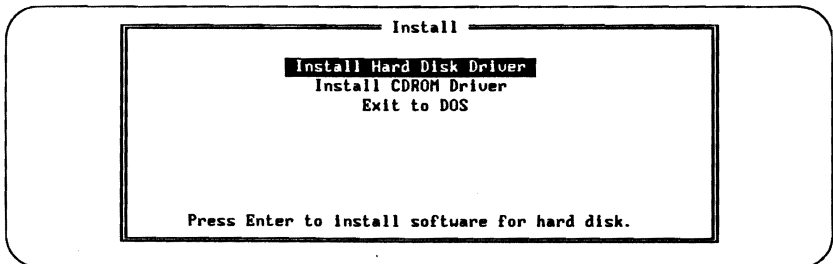 Install
Install Hard Disk Driver
Install CDROM Driver
Exit to DOS
Press Enter to install software for hard disk.